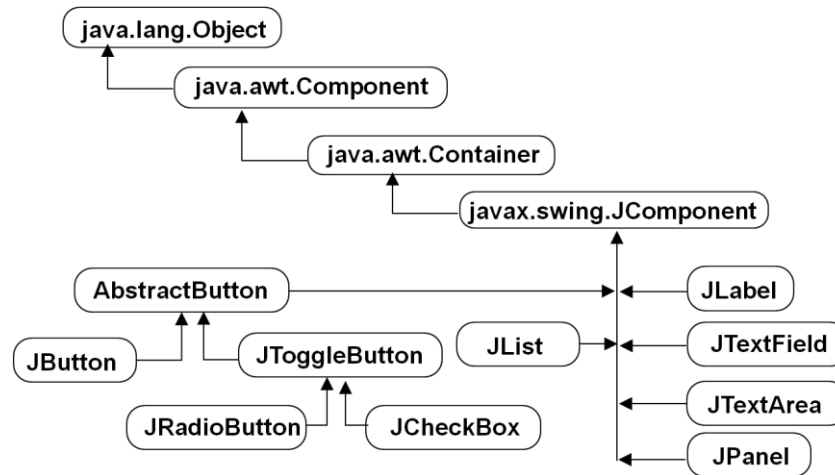 java.lang.Object
java.awt.Component
java.awt.Container
javax.swing.JComponent
AbstractButton
JLabel
JButton
JToggleButton
JList
JTextField
JRadioButton
JCheckBox
JTextArea
JPanel